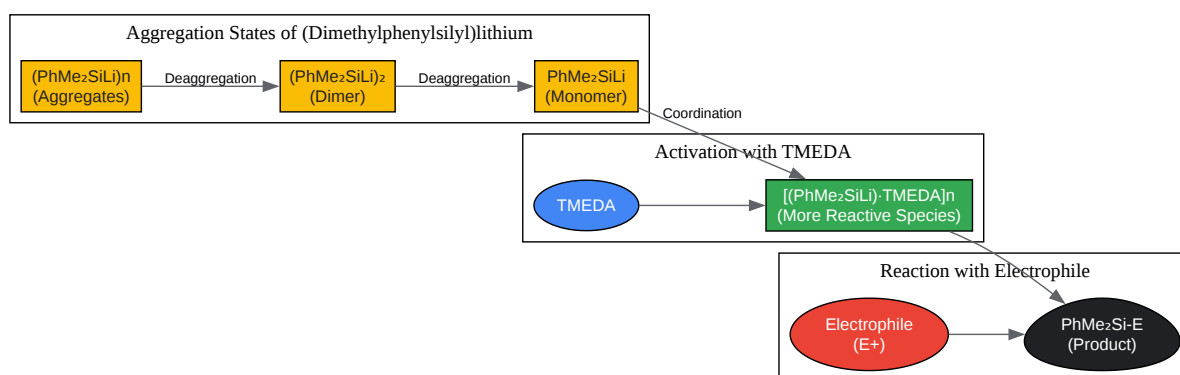 Aggregation States of (Dimethylphenylsilyl)lithium
(PhMe₂SiLi)n
(Aggregates)
Deaggregation
(PhMe₂SiLi)₂
(Dimer)
Deaggregation
PhMe₂SiLi
(Monomer)
Coordination
Activation with TMEDA
TMEDA
[(PhMe₂SiLi)·TMEDA]n
(More Reactive Species)
Reaction with Electrophile
Electrophile
(E+)
PhMe₂Si-E
(Product)